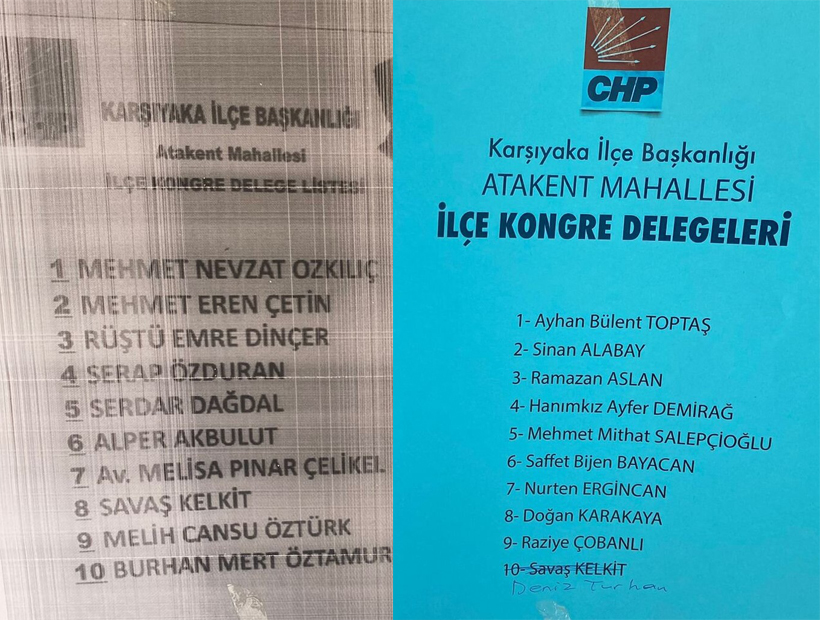 KARŞIYAKA İLÇE BAŞKANLIĞI
Atakent Mahallesi
İLÇE KONGRE DELEGE LİSTESİ
1 MEHMET NEVZAT OZKILIÇ
2 MEHMET EREN ÇETİN
3 RÜŞTÜ EMRE DİNÇER
4 SERAP ÖZDURAN
5 SERDAR DAĞDAL
6 ALPER AKBULUT
7 Av. MELİSA PINAR ÇELİKEL
8 SAVAŞ KELKİT
9 MELİH CANSU ÖZTÜRK
10 BURHAN MERT ÖZTAMUR
CHP
Karşıyaka İlçe Başkanlığı
ATAKENT MAHALLESİ
İLÇE KONGRE DELEGELERİ
1- Ayhan Bülent TOPTAŞ
2- Sinan ALABAY
3- Ramazan ASLAN
4- Hanımkız Ayfer DEMİRAĞ
5- Mehmet Mithat SALEPÇİOĞLU
6- Saffet Bijen BAYACAN
7- Nurten ERGİNCAN
8- Doğan KARAKAYA
9- Raziye ÇOBANLI
10- Savaş KELKİT
Deniz Turhan